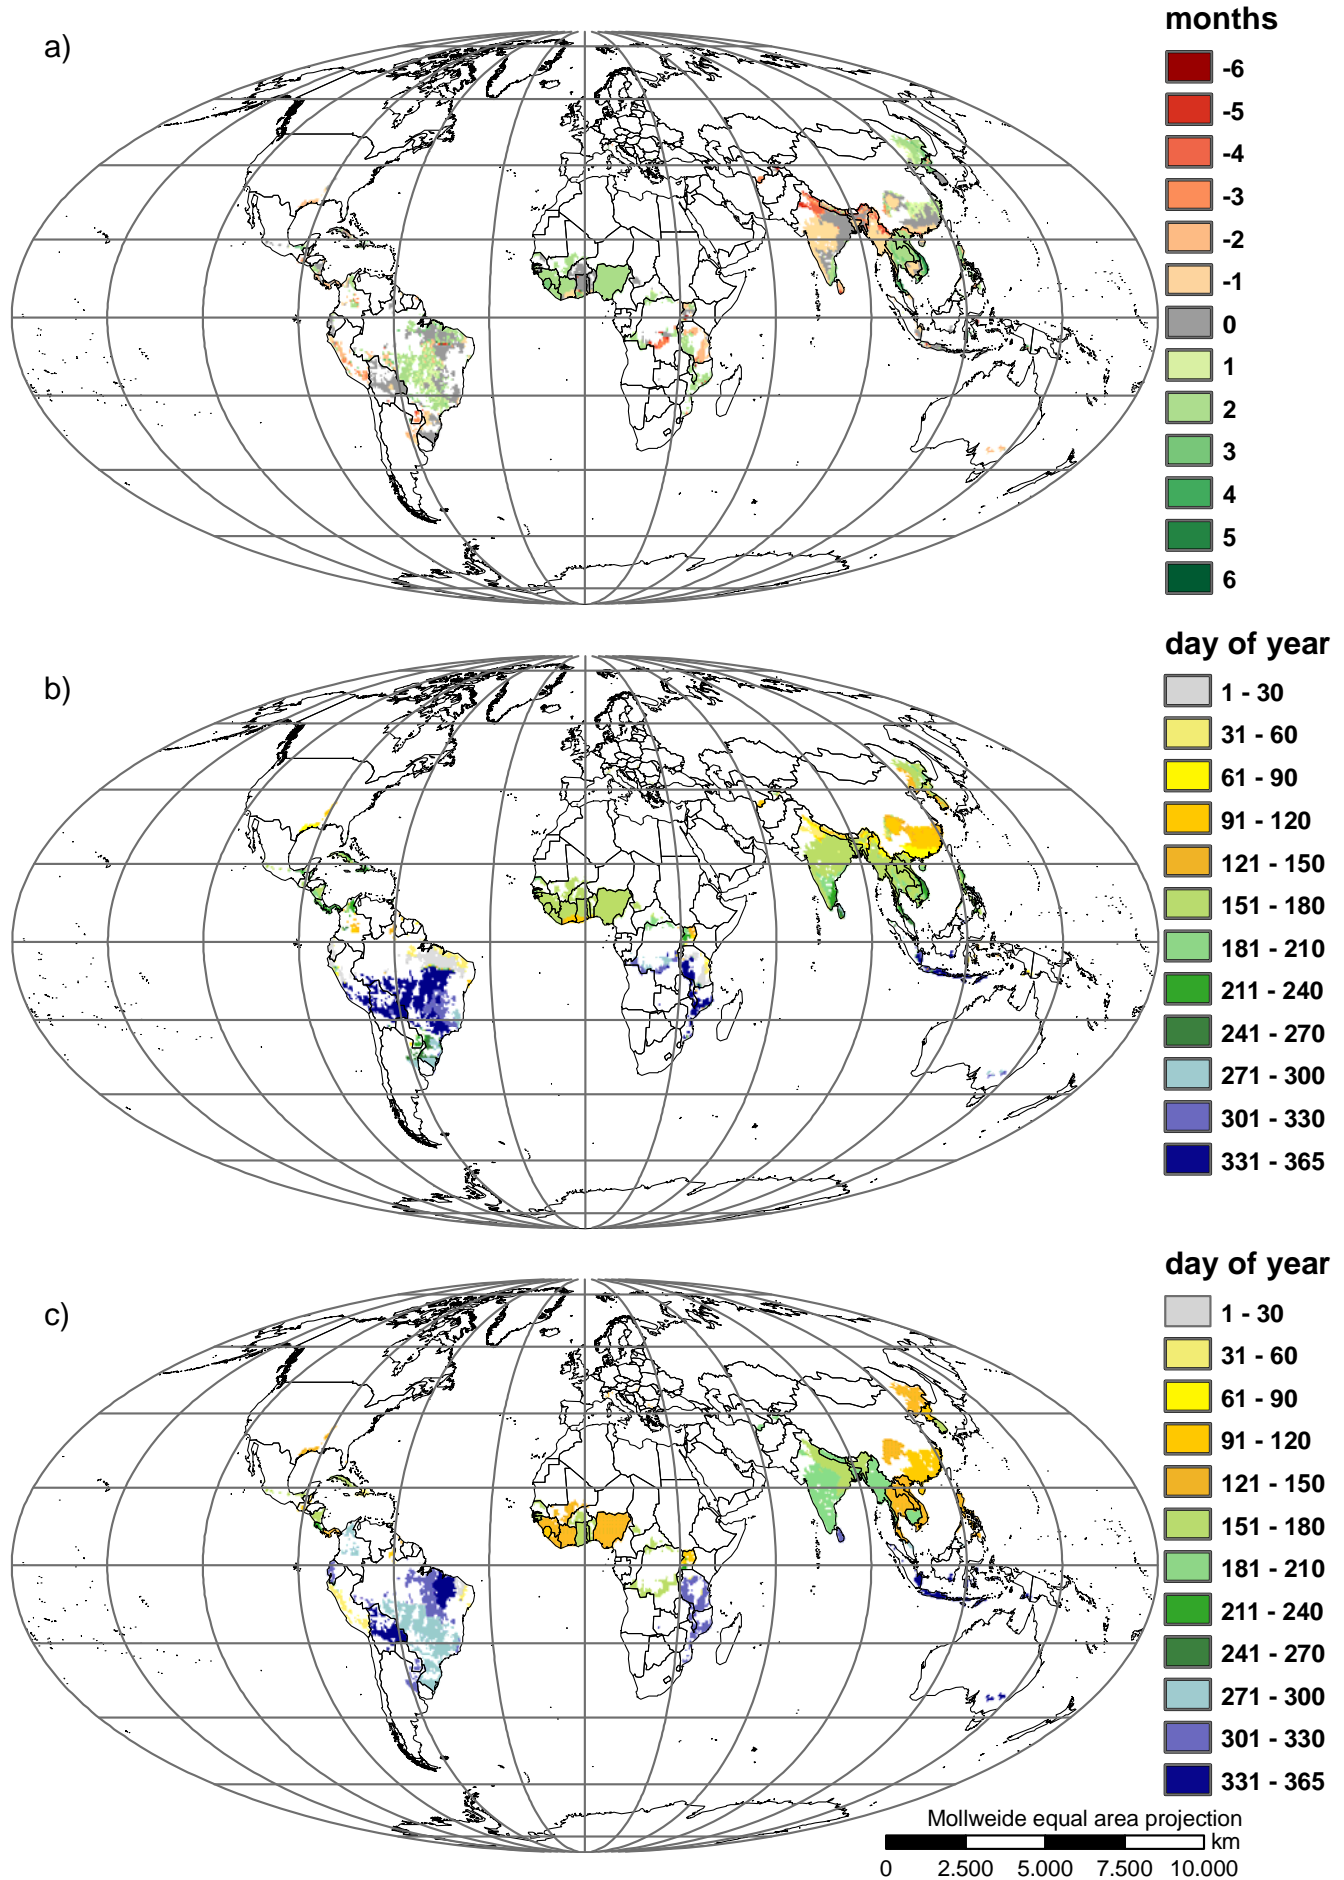 a)
months
-6
-5
-4
-3
-2
-1
0
1
2
3
4
5
6
b)
day of year
1 - 30
31 - 60
61 - 90
91 - 120
121 - 150
151 - 180
181 - 210
211 - 240
241 - 270
271 - 300
301 - 330
331 - 365
c)
day of year
1 - 30
31 - 60
61 - 90
91 - 120
121 - 150
151 - 180
181 - 210
211 - 240
241 - 270
271 - 300
301 - 330
331 - 365
Mollweide equal area projection
km
0 2.500 5.000 7.500 10.000